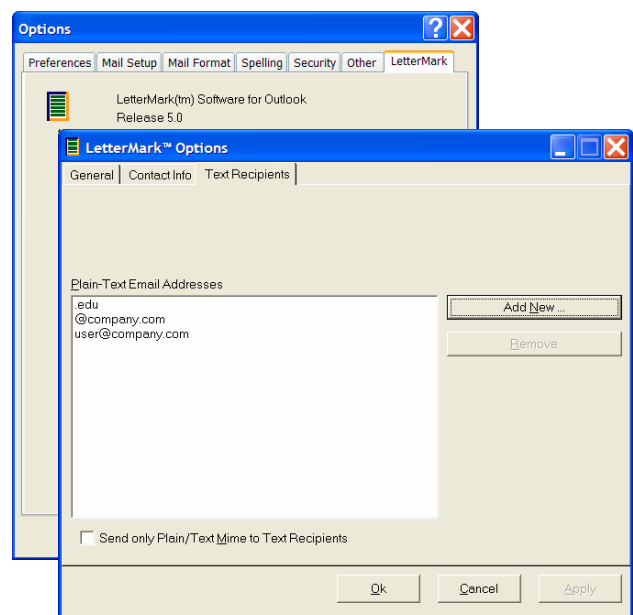 Options
Preferences Mail Setup Mail Format Spelling Security Other LetterMark
LetterMark(tm) Software for Outlook
Release 5.0
LetterMark™ Options
General Contact Info Text Recipients
Plain-Text Email Addresses
.edu
@company.com
user@company.com
Add New ...
Remove
Send only Plain/Text Mime to Text Recipients
Ok Cancel Apply